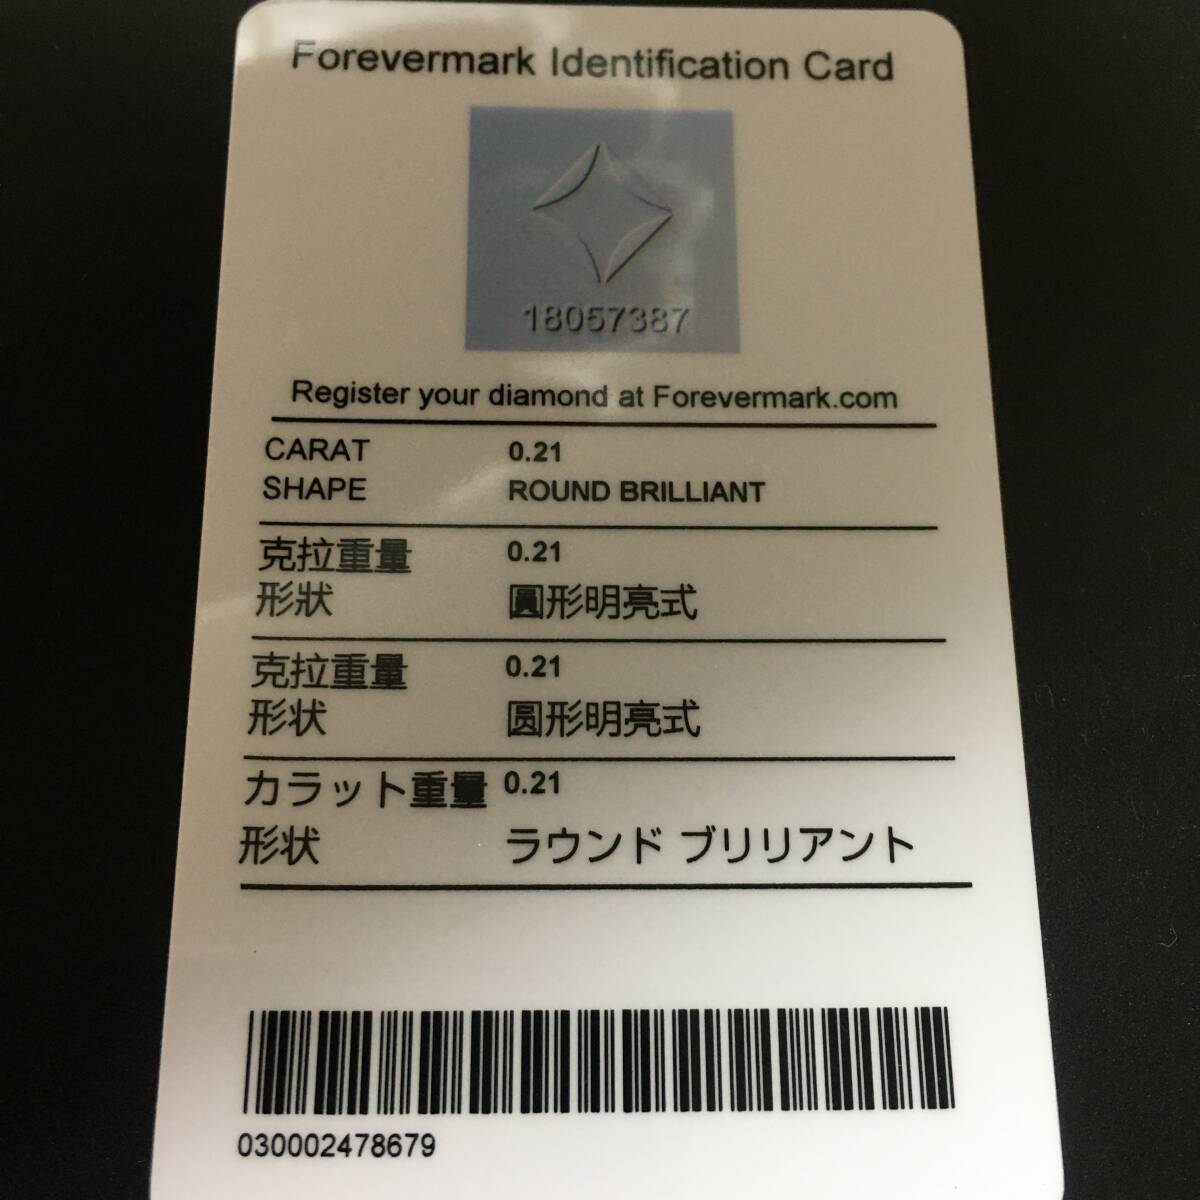 Forevermark Identification Card
18057387
Register your diamond at Forevermark.com
CARAT 0.21
SHAPE ROUND BRILLIANT
克拉重量 0.21
形狀 圓形明亮式
克拉重量 0.21
形状 圆形明亮式
カラット重量 0.21
形状 ラウンド ブリリアント
030002478679